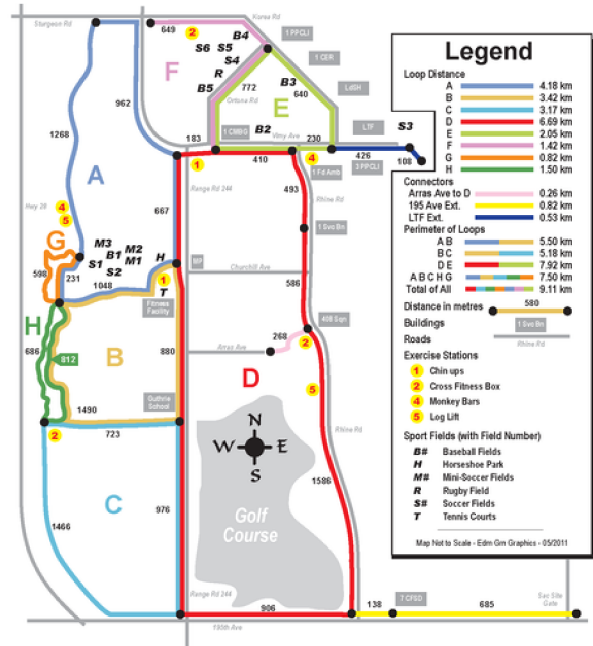 Sturgeon Rd
649
2
Kiarea Rd
B4
S6 S5
S4
1 PPCLI
F
R
1 CER
B5
772
B3
640
LdSH
962
Ortona Rd
E
1268
183
1 CMBG
B2
Vimy Ave
230
LTF
S3
1
410
4
426
108
1 Fd Amb
3 PPCLI
A
Range Rd 244
493
Rhine Rd
Hwy 28
4
5
667
1 Svc Bn
G
M3
B1
M2
M1
S1
S2
H
MP
Churchill Ave
598
231
1048
1
T
Fitness
Facility
586
H
408 Sqn
686
812
B
880
Arras Ave
268
2
D
5
Guthrie
School
1490
2
723
N
W E
S
Rhine Rd
C
976
Golf
Course
1586
1466
Range Rd 244
906
138
7 CFSD
685
Sac Site
Gate
195th Ave
Legend
Loop Distance
A 4.18 km
B 3.42 km
C 3.17 km
D 6.69 km
E 2.05 km
F 1.42 km
G 0.82 km
H 1.50 km
Connectors
Arras Ave to D 0.26 km
195 Ave Ext. 0.82 km
LTF Ext. 0.53 km
Perimeter of Loops
A B 5.50 km
B C 5.18 km
D E 7.92 km
A B C H G 7.50 km
Total of All 9.11 km
Distance in metres 580
Buildings 1 Svo Bn
Roads Rhine Rd
Exercise Stations
1 Chin ups
2 Cross Fitness Box
4 Monkey Bars
5 Log Lift
Sport Fields (with Field Number)
B# Baseball Fields
H Horseshoe Park
M# Mini-Soccer Fields
R Rugby Field
S# Soccer Fields
T Tennis Courts
Map Not to Scale - Edm Grn Graphics - 05/2011